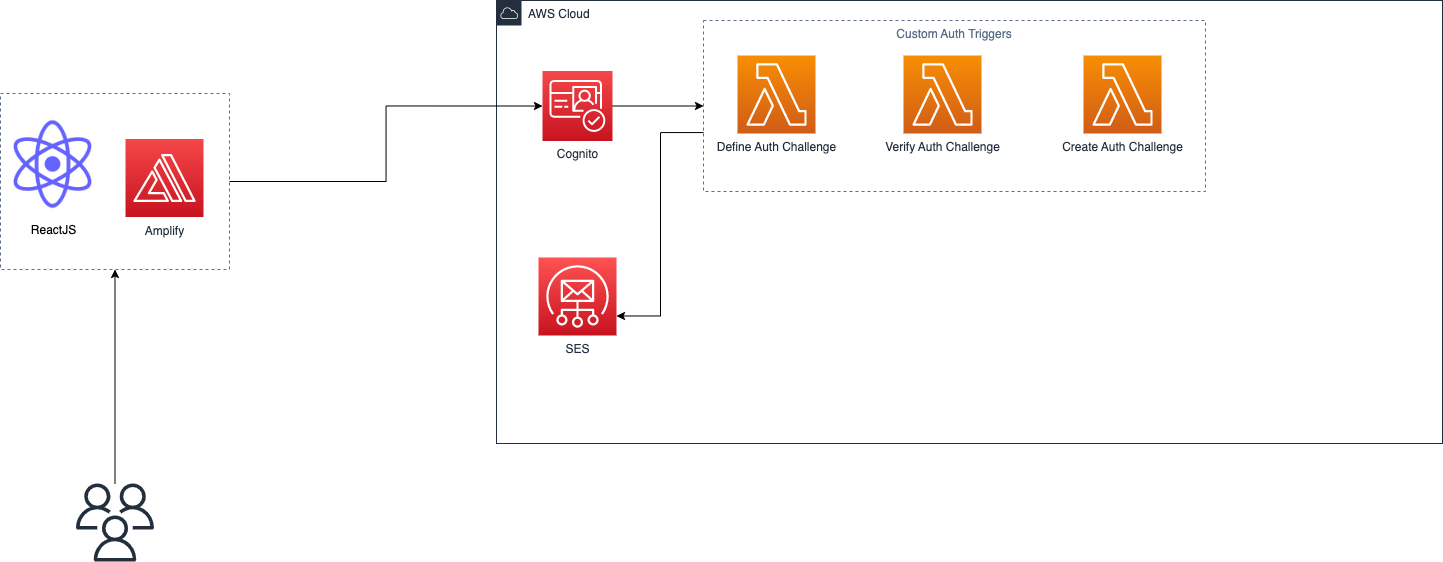 AWS Cloud
Custom Auth Triggers
Define Auth Challenge
Verify Auth Challenge
Create Auth Challenge
Cognito
ReactJS
Amplify
SES